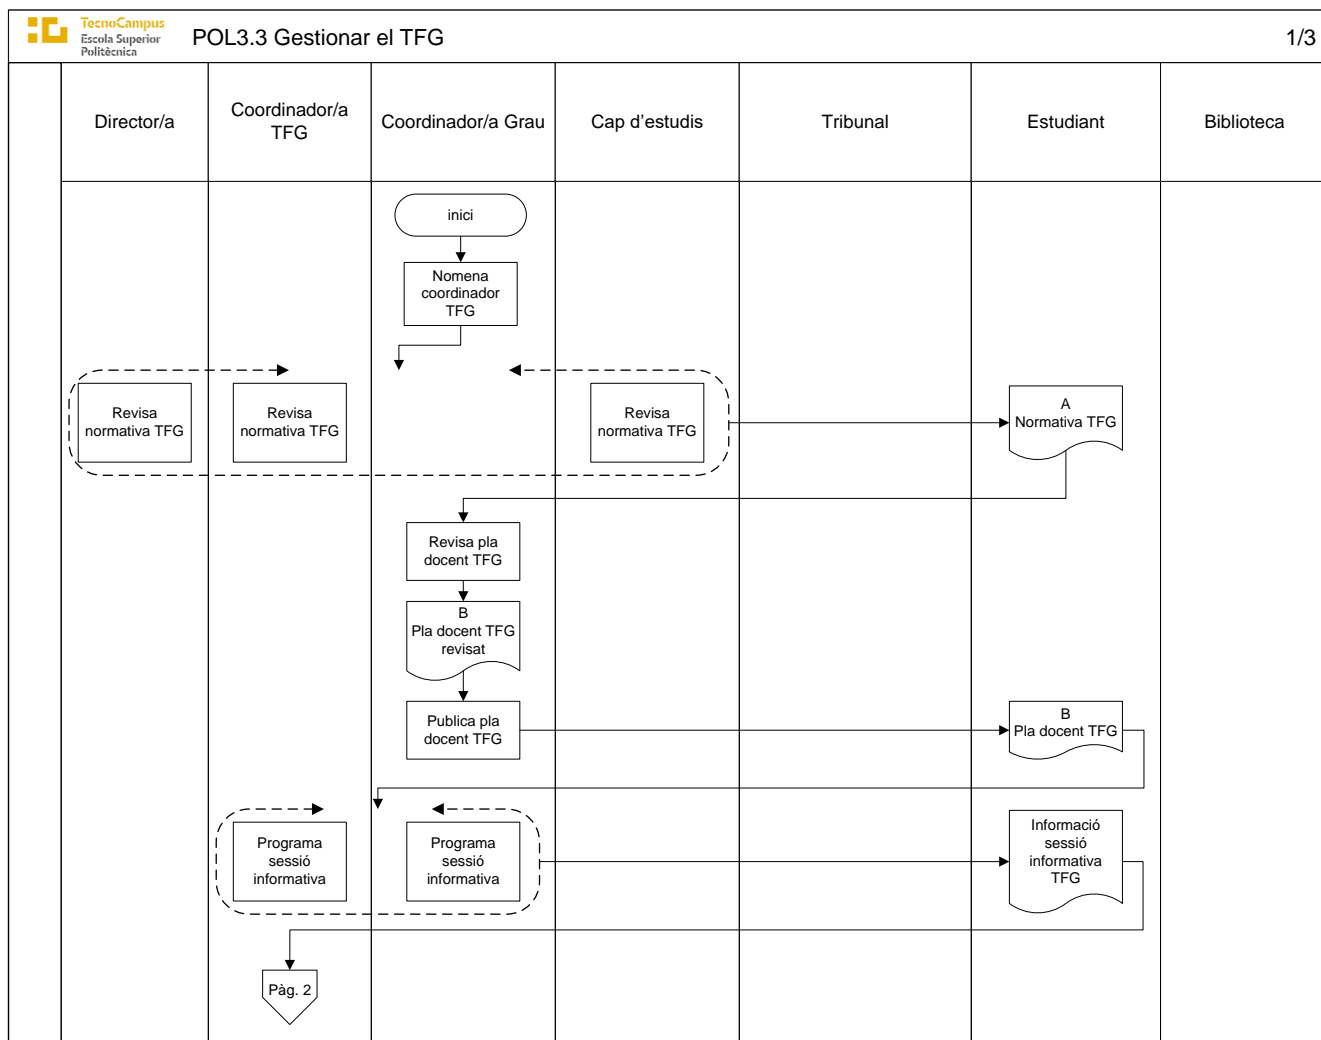 TecnoCampus
Escola Superior
Politècnica
POL3.3 Gestionar el TFG
1/3
Director/a
Coordinador/a
TFG
Coordinador/a Grau
Cap d’estudis
Tribunal
Estudiant
Biblioteca
inici
Nomena
coordinador
TFG
Revisa
normativa TFG
Revisa
normativa TFG
Revisa
normativa TFG
A
Normativa TFG
Revisa pla
docent TFG
B
Pla docent TFG
revisat
Publica pla
docent TFG
B
Pla docent TFG
Programa
sessió
informativa
Programa
sessió
informativa
Informació
sessió
informativa
TFG
Pàg. 2